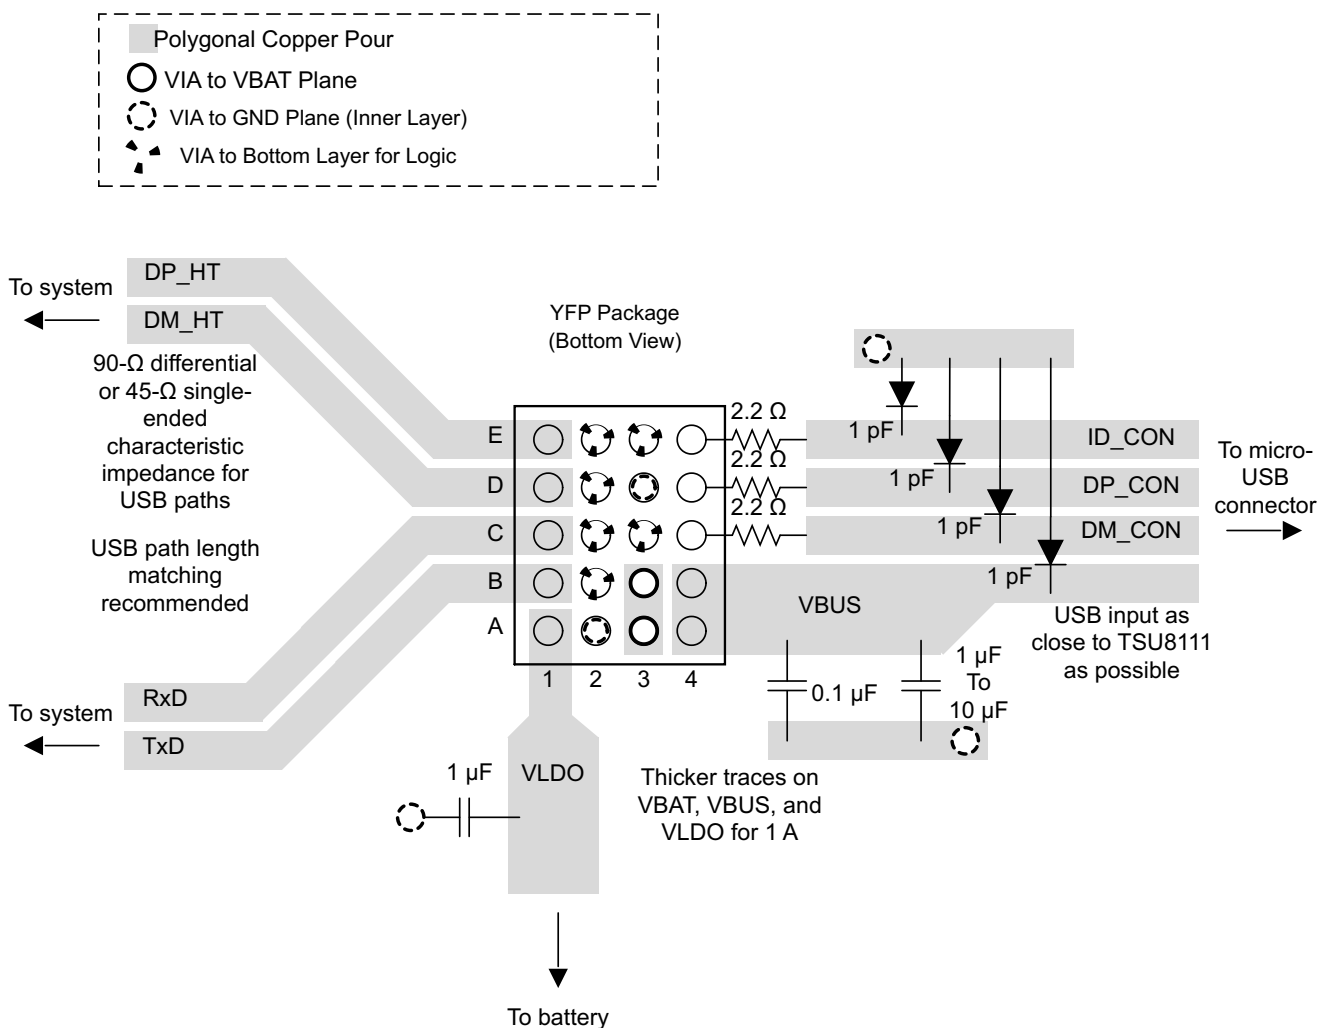 Polygonal Copper Pour
VIA to VBAT Plane
VIA to GND Plane (Inner Layer)
VIA to Bottom Layer for Logic
To system
DP_HT
DM_HT
90-Ω differential
or 45-Ω single-
ended
characteristic
impedance for
USB paths
USB path length
matching
recommended
To system
RxD
TxD
YFP Package
(Bottom View)
E
D
C
B
A
1
2
3
4
2.2 Ω
2.2 Ω
2.2 Ω
1 pF
1 pF
1 pF
1 pF
ID_CON
DP_CON
DM_CON
VBUS
To micro-
USB
connector
USB input as
close to TSU8111
as possible
0.1 µF
1 µF
To
10 µF
1 µF
VLDO
Thicker traces on
VBAT, VBUS, and
VLDO for 1 A
To battery